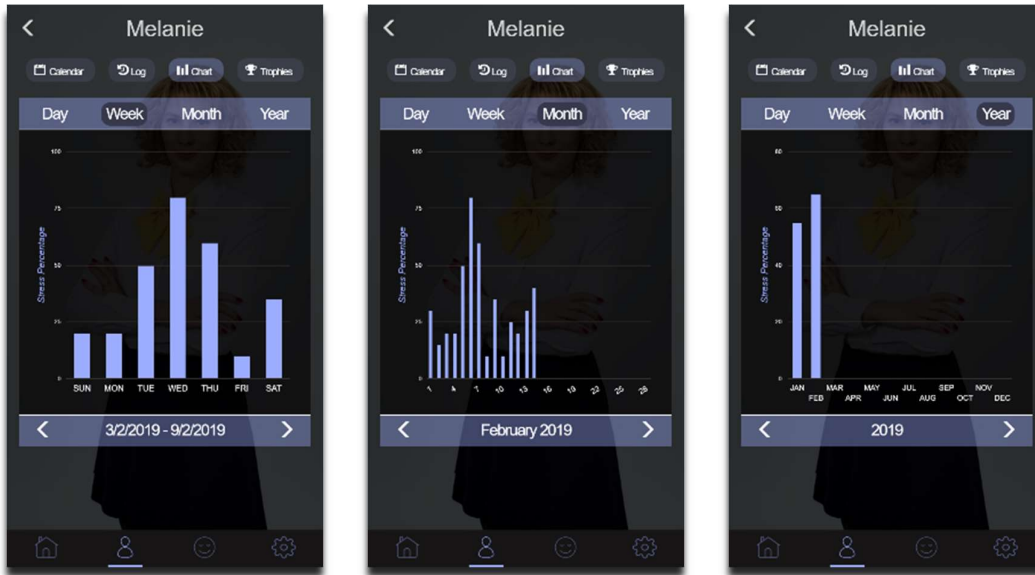 Melanie
Calendar Log Chart Trophies
Day Week Month Year
100
75
50
25
0
Stress Percentage
SUN MON TUE WED THU FRI SAT
3/2/2019 - 9/2/2019
Melanie
Calendar Log Chart Trophies
Day Week Month Year
100
75
50
25
0
Stress Percentage
1 4 7 10 13 16 19 22 25 28
February 2019
Melanie
Calendar Log Chart Trophies
Day Week Month Year
80
60
40
20
0
Stress Percentage
JAN MAR MAY JUL SEP NOV
FEB APR JUN AUG OCT DEC
2019